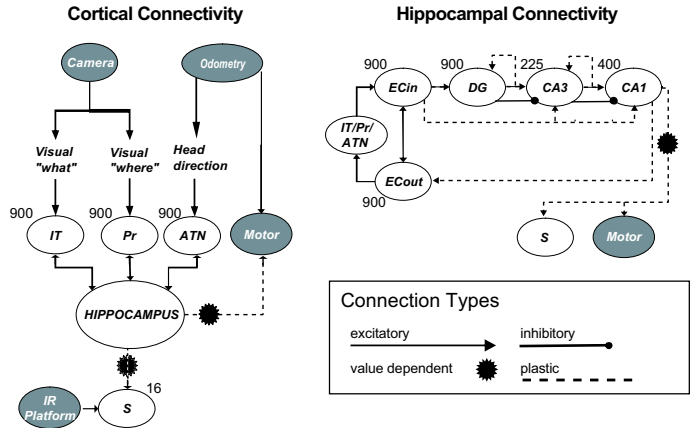 Cortical Connectivity
Camera
Odometry
Visual
"what"
Visual
"where"
Head
direction
900
IT
900
Pr
900
ATN
Motor
HIPPOCAMPUS
16
IR
Platform
S
Hippocampal Connectivity
900
ECin
900
DG
225
CA3
400
CA1
IT/Pr/
ATN
ECout
900
S
Motor
Connection Types
excitatory
inhibitory
value dependent
plastic